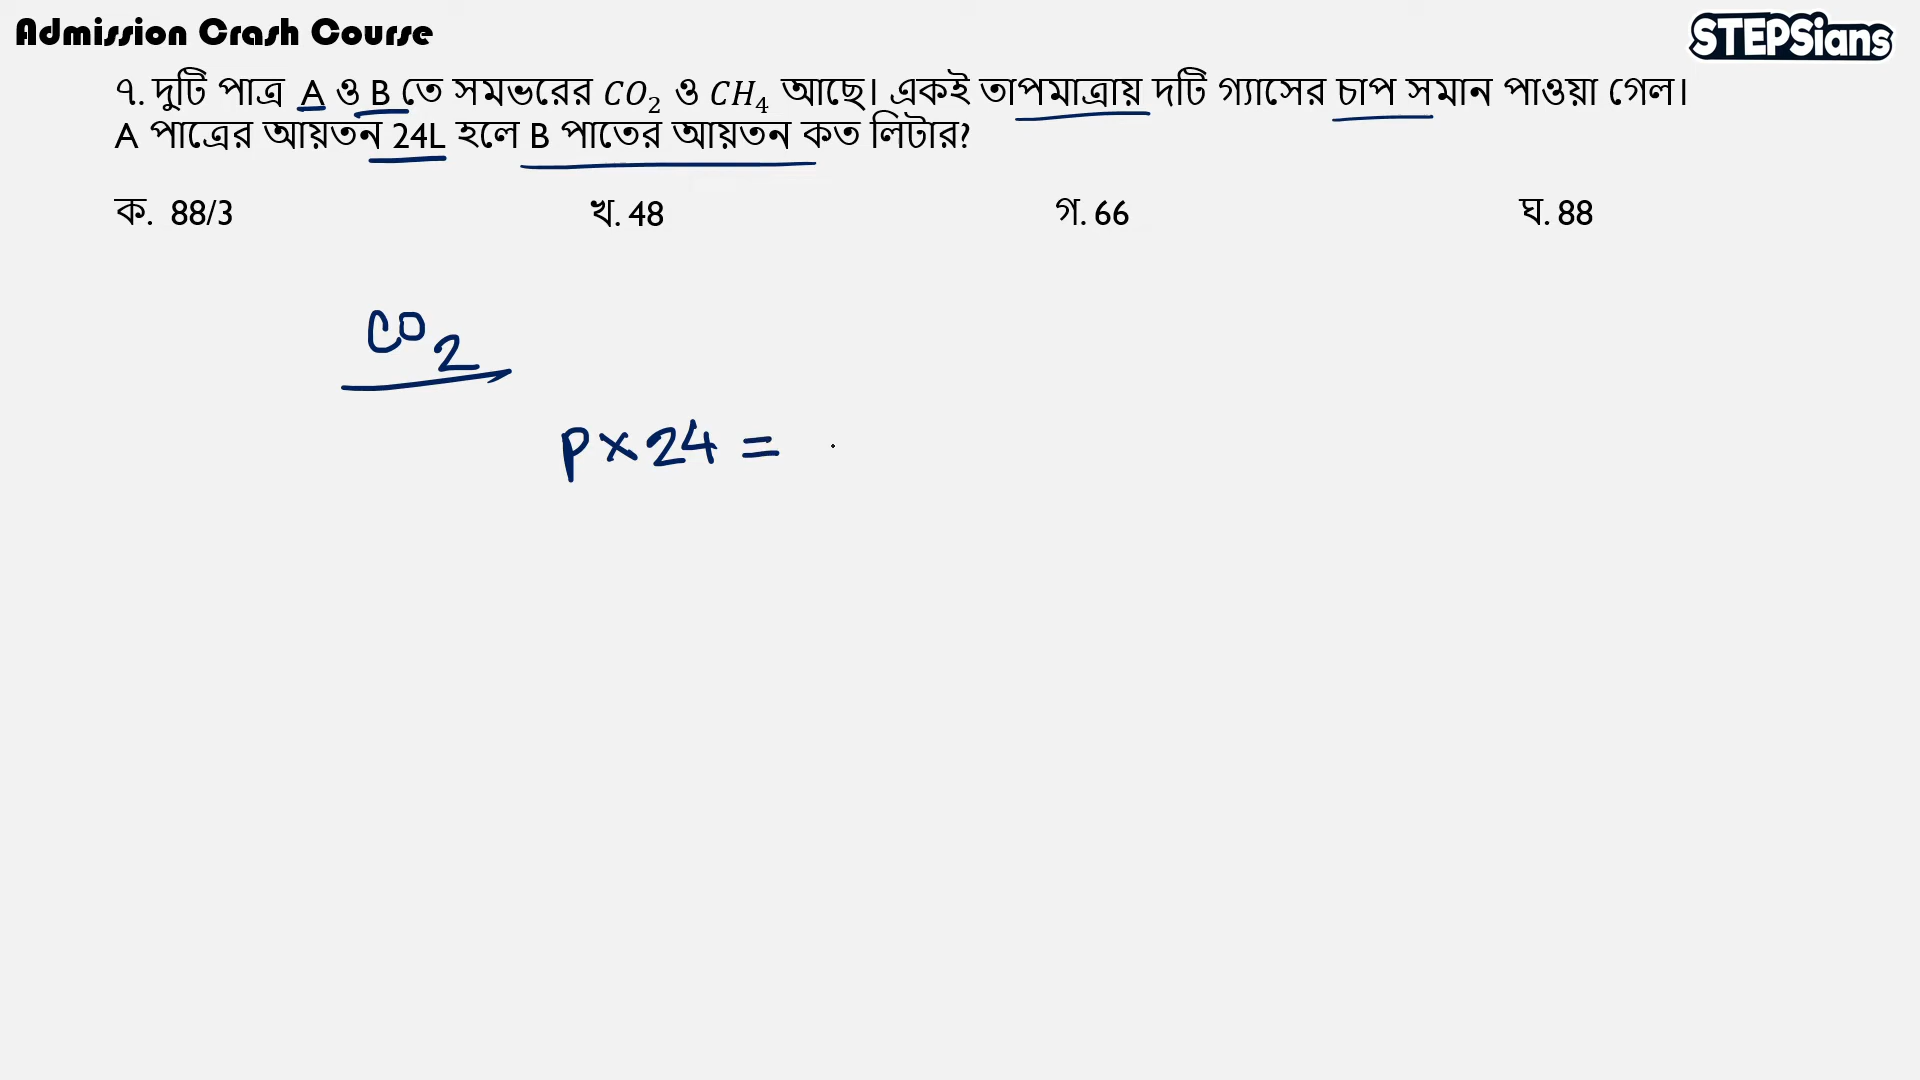 Admission Crash Course
STEPSians
৭. দুটি পাত্র A ও B তে সমভরের CO₂ ও CH₄ আছে। একই তাপমাত্রায় দটি গ্যাসের চাপ সমান পাওয়া গেল।
A পাত্রের আয়তন 24L হলে B পাতের আয়তন কত লিটার?
ক. 88/3 খ. 48 গ. 66 ঘ. 88
CO₂
P×24 =